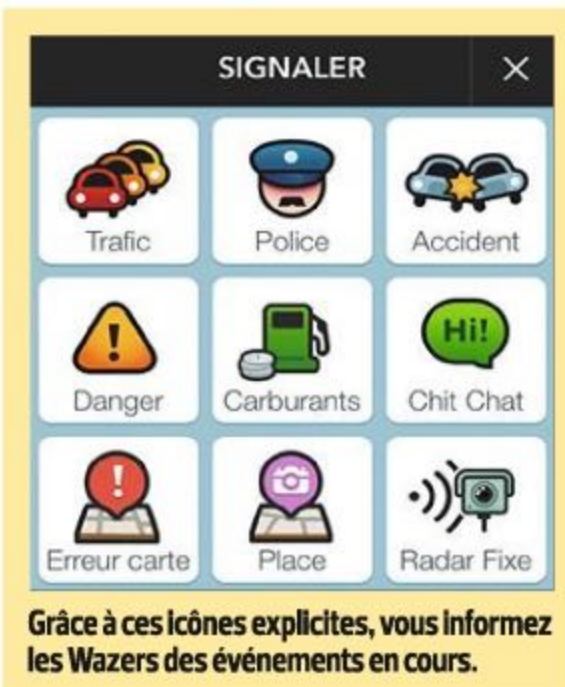 SIGNALER ×
Trafic Police Accident
!
Hi!
Danger Carburants Chit Chat
!
Erreur carte Place Radar Fixe
Grâce à ces icônes explicites, vous informez
les Wazers des événements en cours.